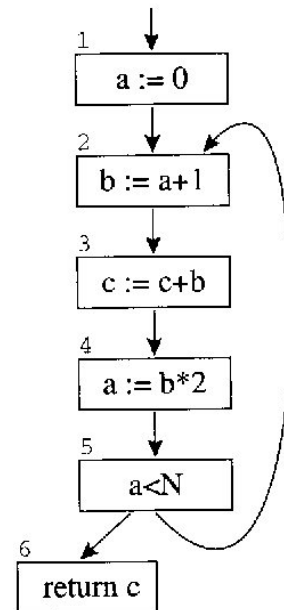 1
a := 0
2
b := a+1
3
c := c+b
4
a := b*2
5
a<N
6
return c